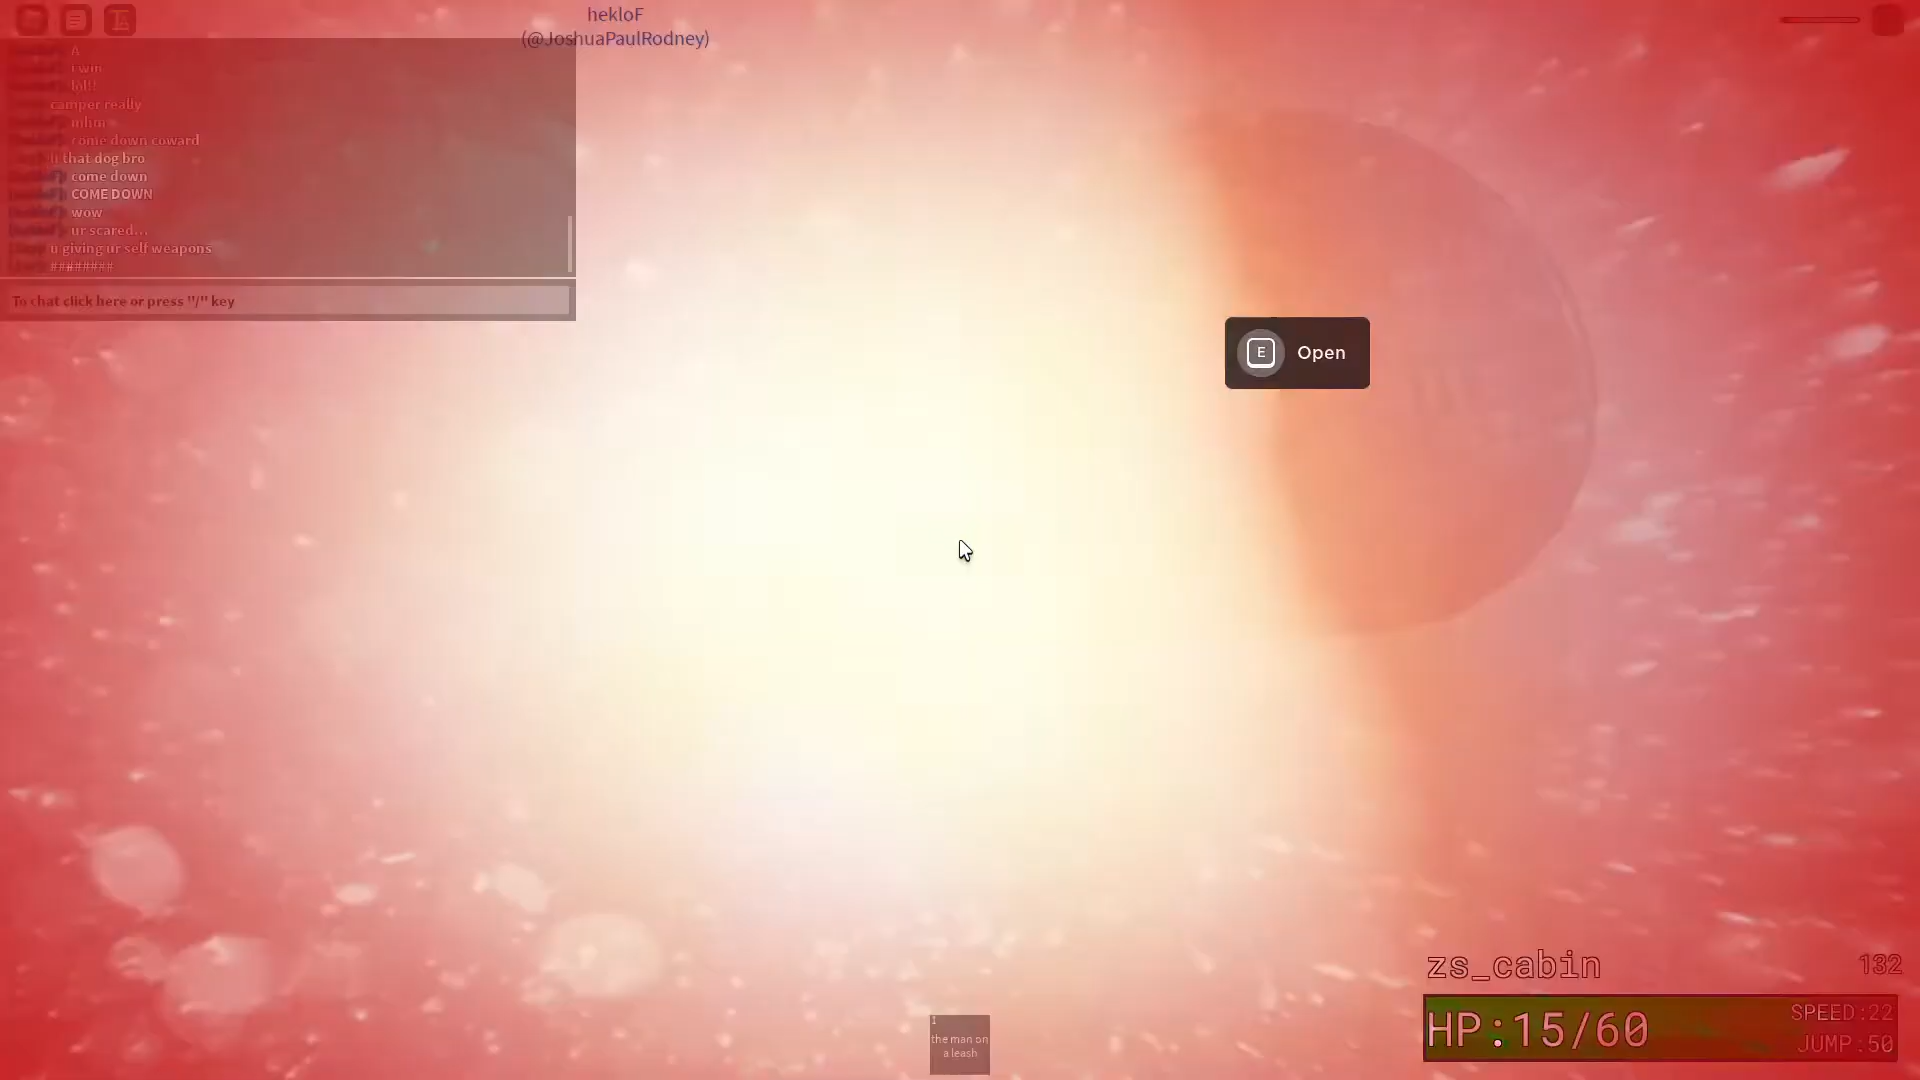 hekloF
(@JoshuaPaulRodney)
A
i win
lol!!
camper really
mhm
come down coward
that dog bro
come down
COME DOWN
wow
ur scared...
u giving ur self weapons
########
To chat click here or press "/" key
E Open
zs_cabin
132
HP:15/60
SPEED:22
JUMP:50
1
the man on
a leash